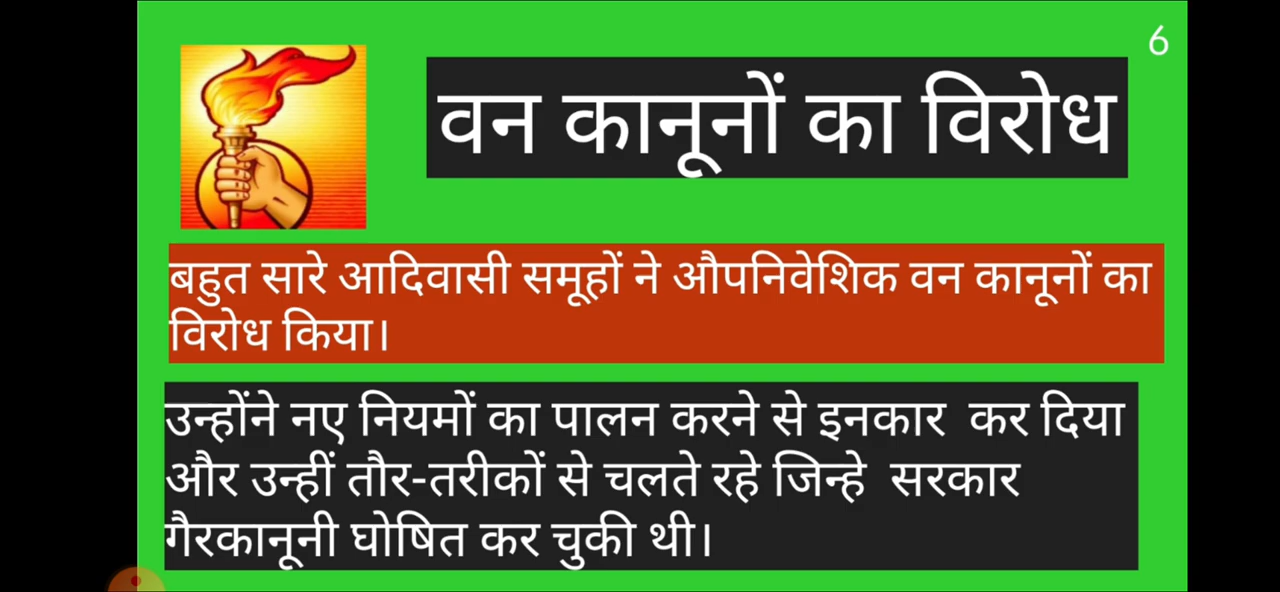 6
वन कानूनों का विरोध
बहुत सारे आदिवासी समूहों ने औपनिवेशिक वन कानूनों का
विरोध किया।
उन्होंने नए नियमों का पालन करने से इनकार कर दिया
और उन्हीं तौर-तरीकों से चलते रहे जिन्हे सरकार
गैरकानूनी घोषित कर चुकी थी।